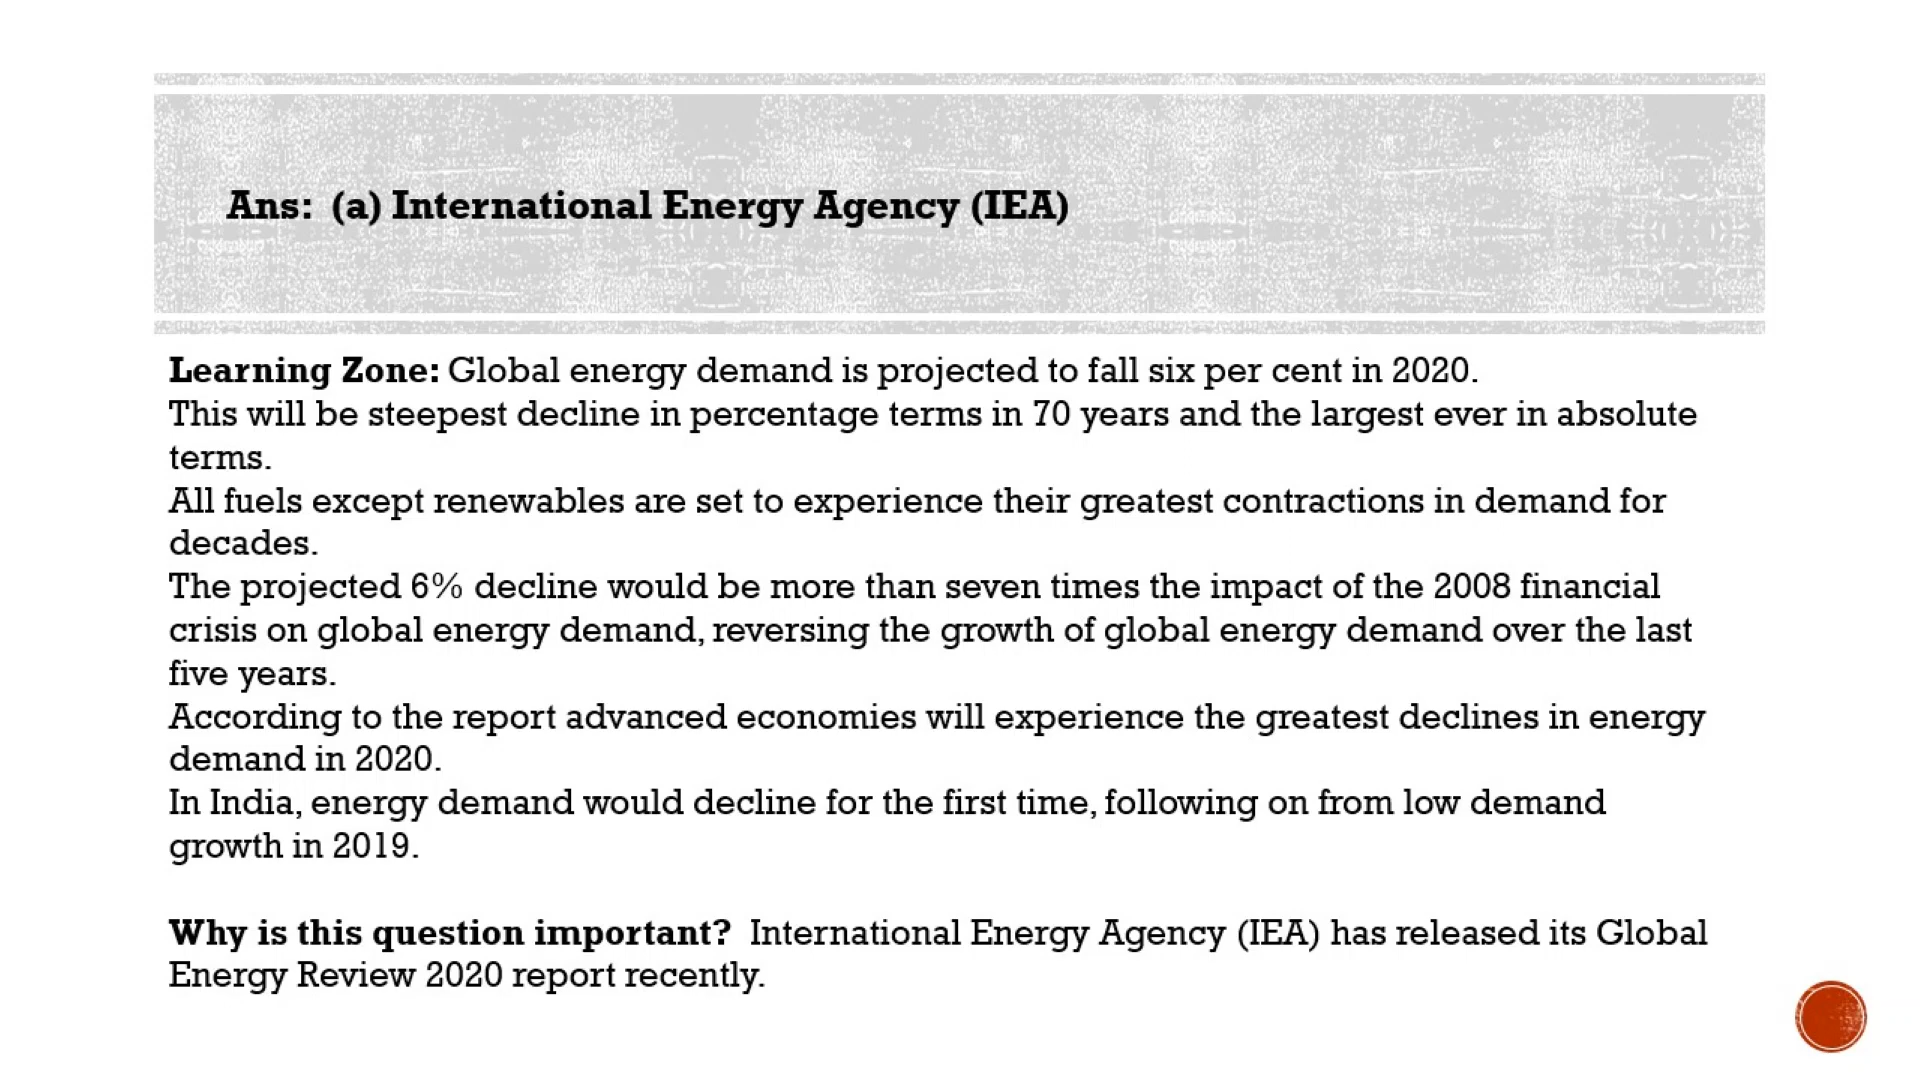 Ans: (a) International Energy Agency (IEA)
Learning Zone: Global energy demand is projected to fall six per cent in 2020.
This will be steepest decline in percentage terms in 70 years and the largest ever in absolute
terms.
All fuels except renewables are set to experience their greatest contractions in demand for
decades.
The projected 6% decline would be more than seven times the impact of the 2008 financial
crisis on global energy demand, reversing the growth of global energy demand over the last
five years.
According to the report advanced economies will experience the greatest declines in energy
demand in 2020.
In India, energy demand would decline for the first time, following on from low demand
growth in 2019.
Why is this question important? International Energy Agency (IEA) has released its Global
Energy Review 2020 report recently.